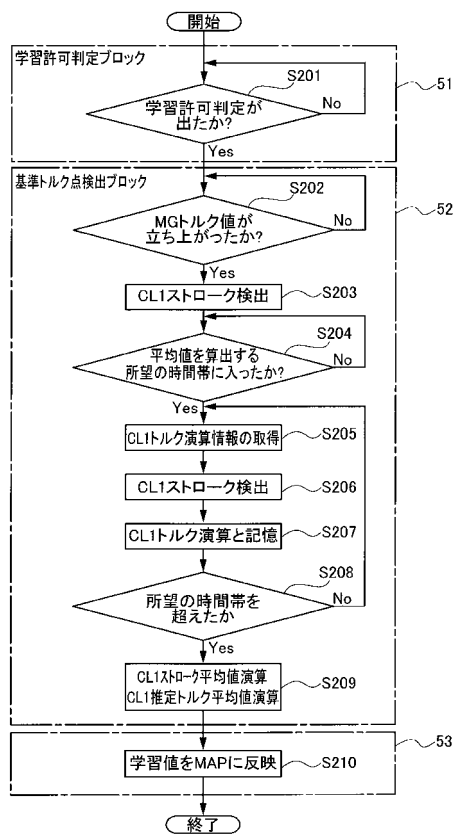 開始
学習許可判定ブロック
S201
51
学習許可判定が
出たか?
No
Yes
基準トルク点検出ブロック
S202
52
MGトルク値が
立ち上がったか?
No
Yes
CL1ストローク検出
S203
S204
平均値を算出する
所望の時間帯に入ったか?
No
Yes
CL1トルク演算情報の取得
S205
CL1ストローク検出
S206
CL1トルク演算と記憶
S207
S208
所望の時間帯を
超えたか
No
Yes
CL1ストローク平均値演算
CL1推定トルク平均値演算
S209
53
学習値をMAPに反映
S210
終了